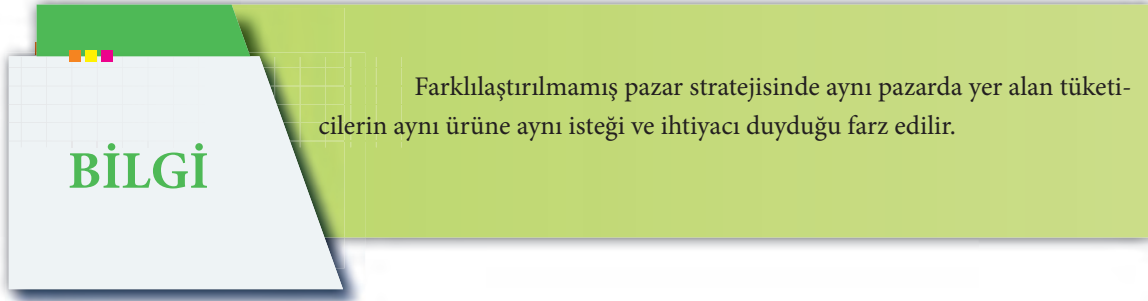 BİLGİ
Farklılaştırılmamış pazar stratejisinde aynı pazarda yer alan tüketi-
cilerin aynı ürüne aynı isteği ve ihtiyacı duyduğu farz edilir.